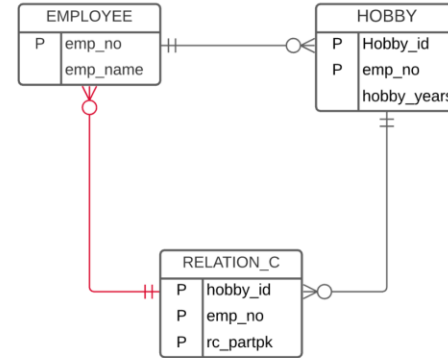 EMPLOYEE
P emp_no
emp_name
HOBBY
P Hobby_id
P emp_no
hobby_years
RELATION_C
P hobby_id
P emp_no
P rc_partpk